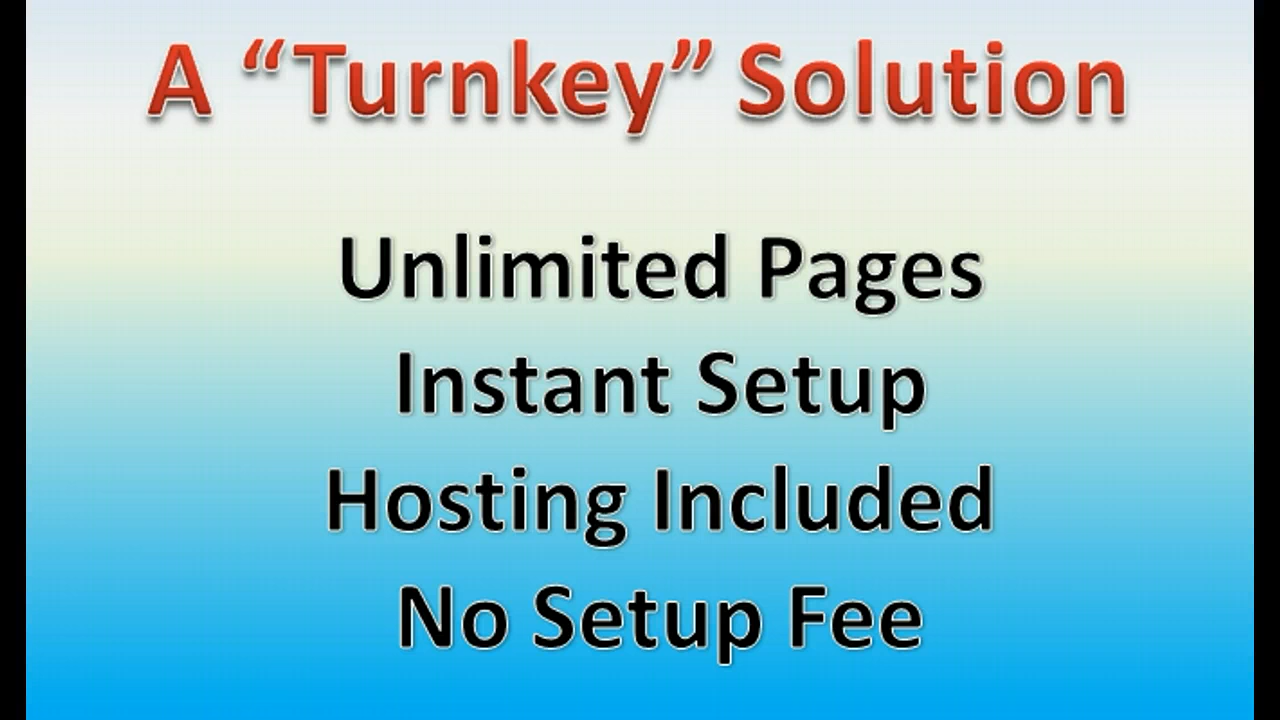 A “Turnkey” Solution
Unlimited Pages
Instant Setup
Hosting Included
No Setup Fee